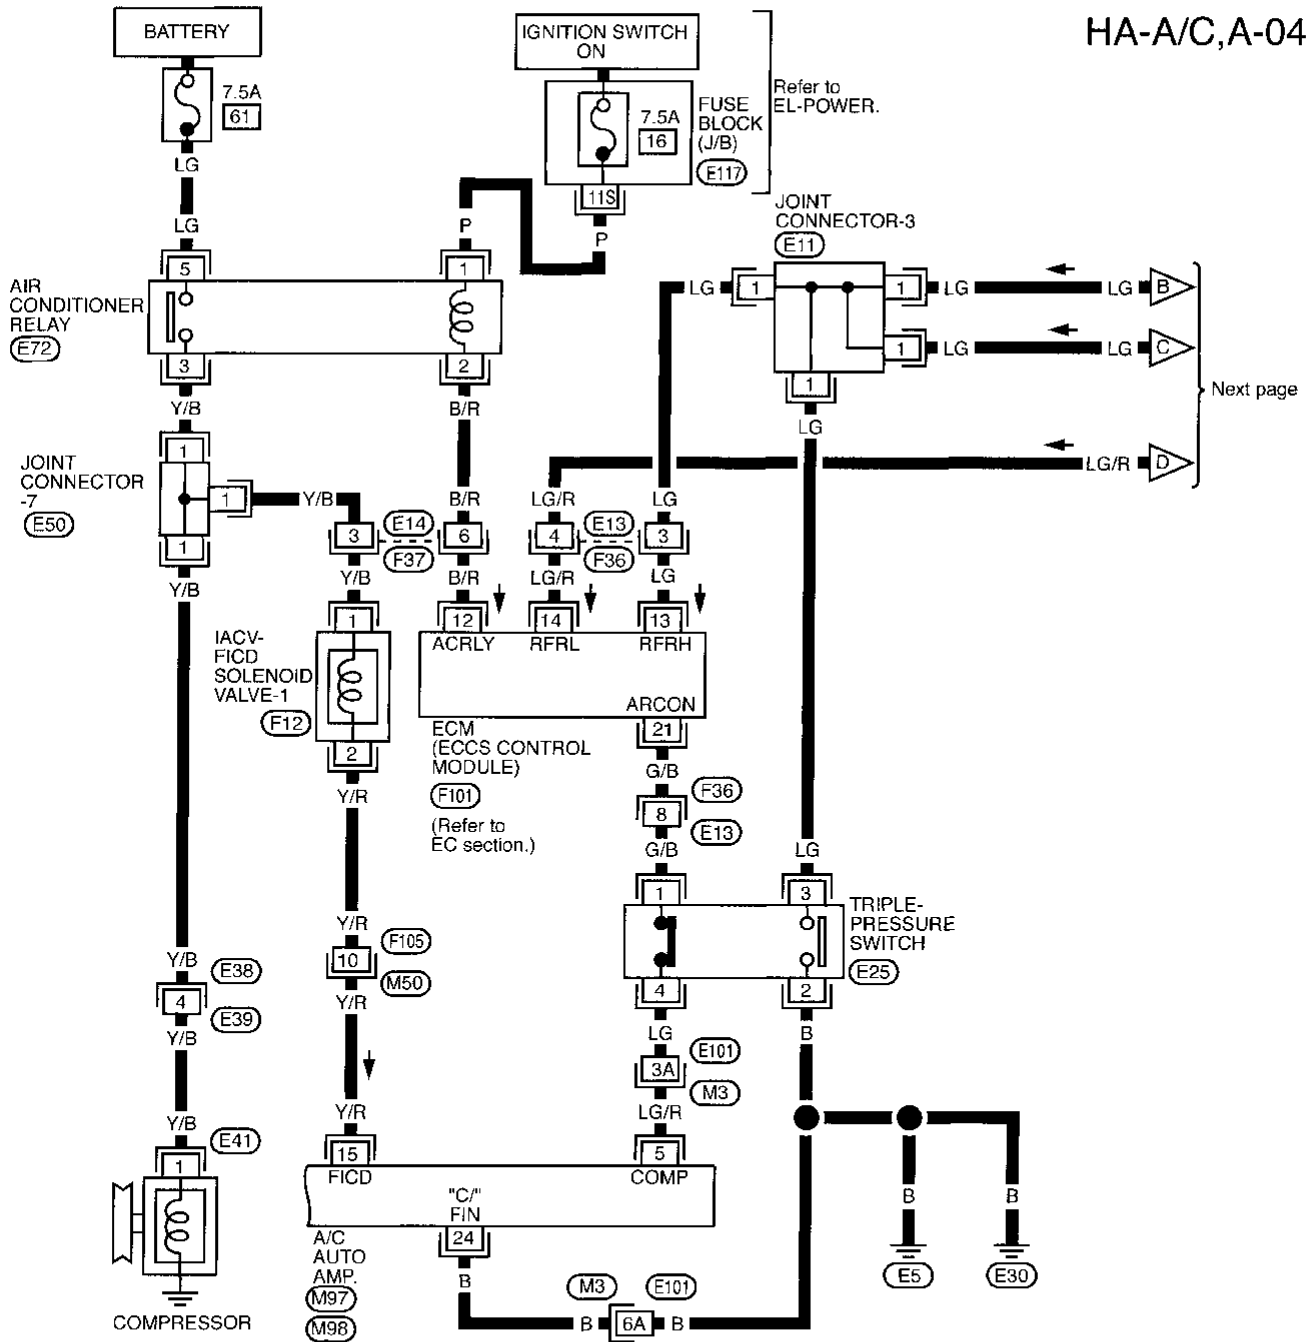 HA-A/C,A-04
BATTERY
IGNITION SWITCH
ON
Refer to
EL-POWER.
7.5A
61
7.5A
16
FUSE
BLOCK
(J/B)
E117
LG
11S
LG
P
P
JOINT
CONNECTOR-3
E11
5
1
AIR
CONDITIONER
RELAY
E72
LG
1
1
LG
LG
B
1
LG
LG
C
3
2
1
Next page
Y/B
B/R
LG
JOINT
CONNECTOR
-7
E50
1
1
1
Y/B
LG/R
D
B/R
LG/R
LG
3
E14
F37
6
4
E13
F36
3
Y/B
Y/B
B/R
LG/R
LG
1
12
14
13
ACRLY
RFRL
RFRH
IACV-
FICD
SOLENOID
VALVE-1
F12
ARCON
2
21
ECM
(ECCS CONTROL
MODULE)
F101
(Refer to
EC section.)
Y/R
G/B
8
F36
E13
G/B
LG
1
3
TRIPLE-
PRESSURE
SWITCH
E25
Y/R
10
F105
M50
Y/R
4
2
Y/B
4
E38
E39
Y/B
LG
B
3A
E101
M3
LG/R
Y/R
Y/B
E41
1
15
5
FICD
COMP
"C/"
FIN
24
B
B
B
A/C
AUTO
AMP.
M97
M98
E5
E30
M3
E101
B
6A
B
COMPRESSOR